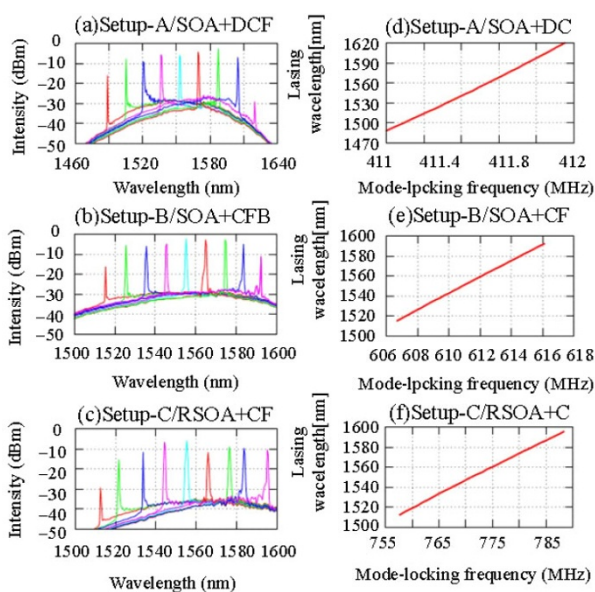 (a)Setup-A/SOA+DCF
Intensity (dBm)
0
−10
−20
−30
−40
−50
1460 1520 1580 1640
Wavelength (nm)
(d)Setup-A/SOA+DC
Lasing
wacelength[nm]
1620
1590
1560
1530
1500
1470
411 411.4 411.8 412
Mode-lpcking frequency (MHz)
(b)Setup-B/SOA+CFB
Intensity (dBm)
0
−10
−20
−30
−40
−50
1500 1520 1540 1560 1580 1600
Wavelength (nm)
(e)Setup-B/SOA+CF
Lasing
wacelength[nm]
1600
1580
1560
1540
1520
1500
606 608 610 612 614 616 618
Mode-lpcking frequency (MHz)
(c)Setup-C/RSOA+CF
Intensity (dBm)
0
−10
−20
−30
−40
−50
1500 1520 1540 1560 1580 1600
Wavelength (nm)
(f)Setup-C/RSOA+C
Lasing
wacelength[nm]
1600
1580
1560
1540
1520
1500
755 765 775 785
Mode-locking frequency (MHz)